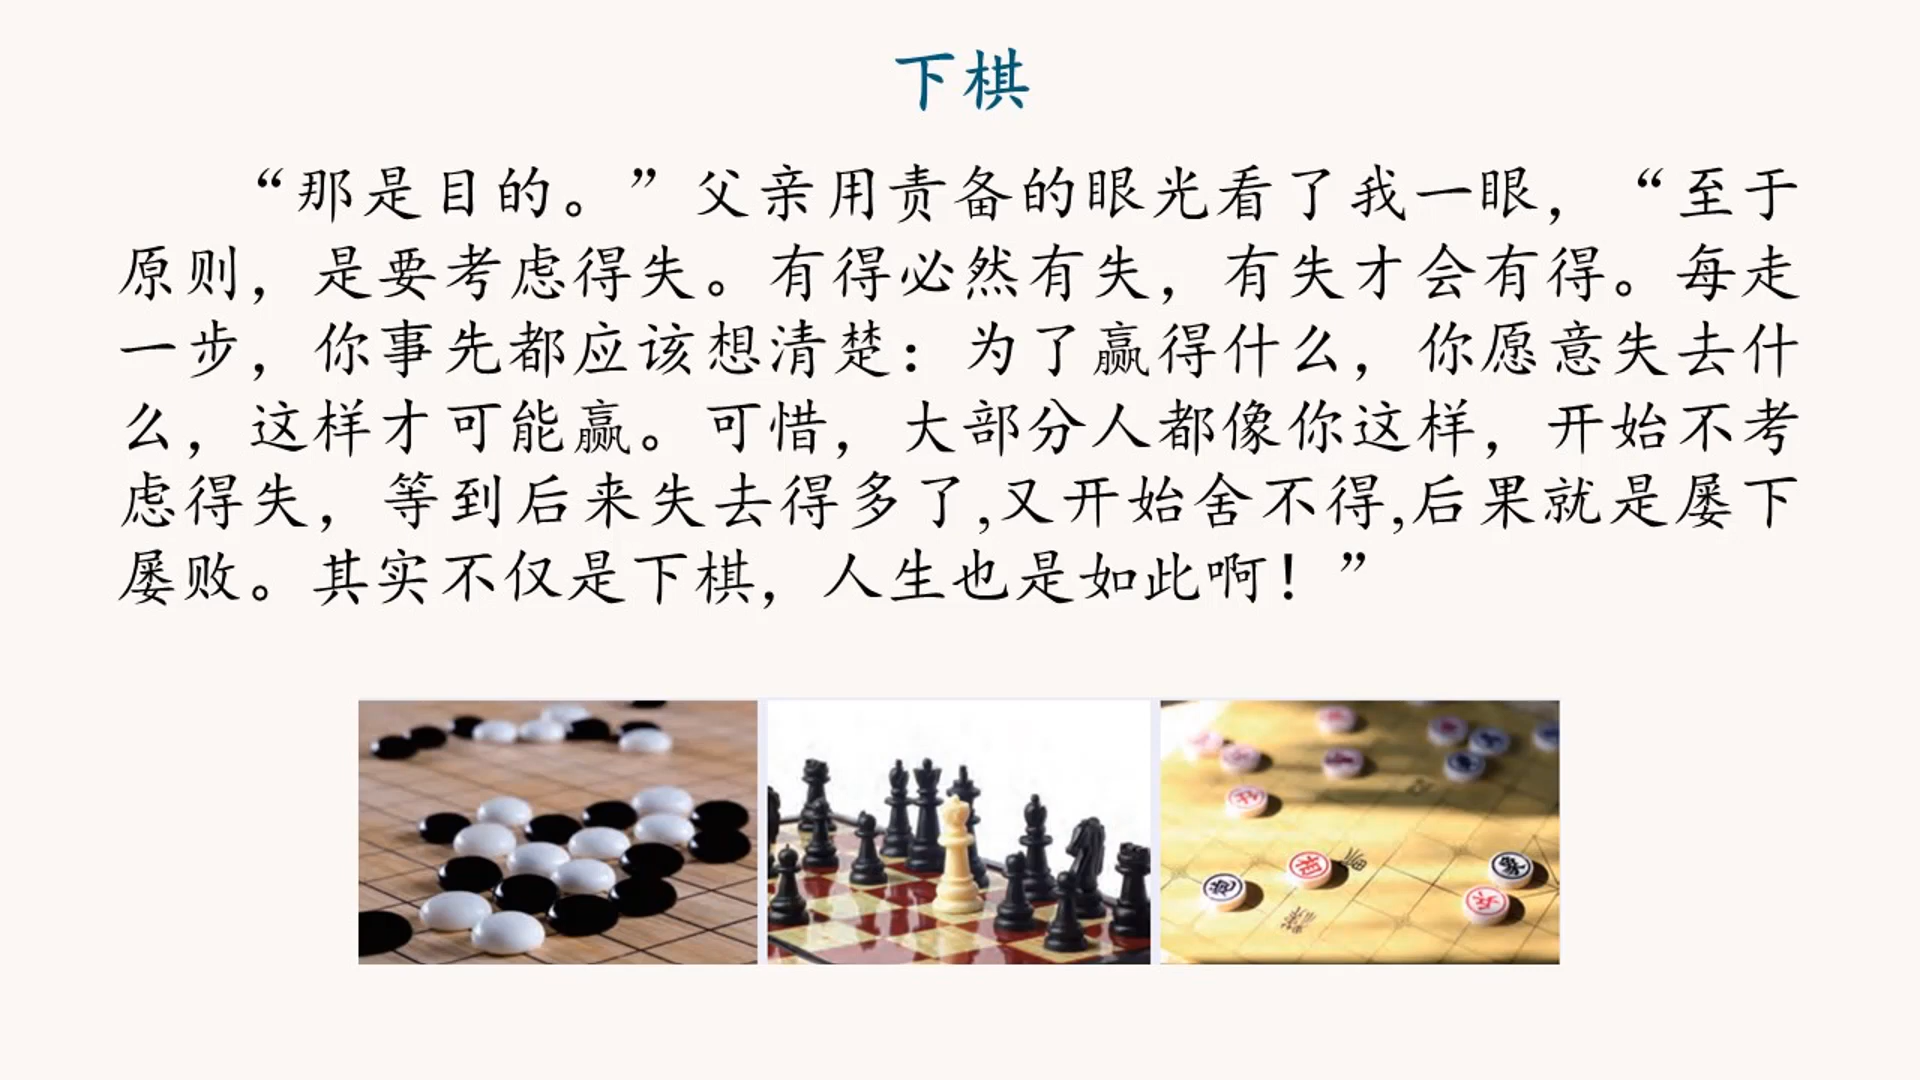 下棋
“那是目的。”父亲用责备的眼光看了我一眼，“至于
原则，是要考虑得失。有得必然有失，有失才会有得。每走
一步，你事先都应该想清楚：为了赢得什么，你愿意失去什
么，这样才可能赢。可惜，大部分人都像你这样，开始不考
虑得失，等到后来失去得多了,又开始舍不得,后果就是屡下
屡败。其实不仅是下棋，人生也是如此啊！”
相
兵
象